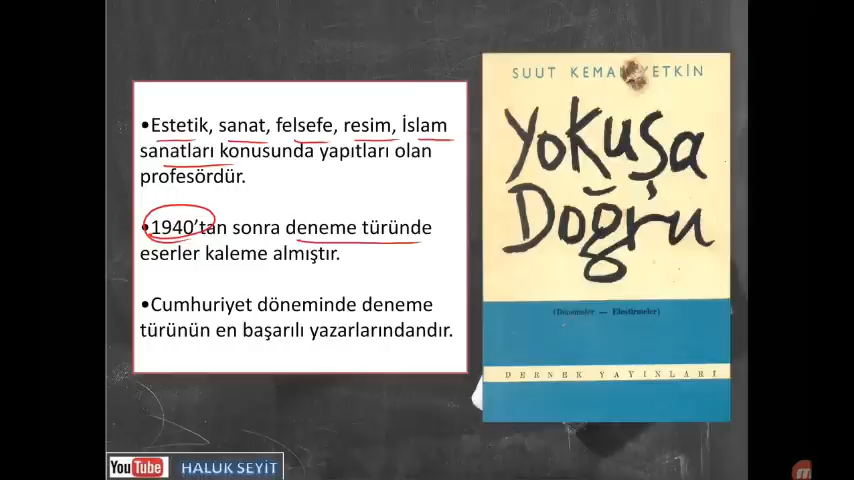 •Estetik, sanat, felsefe, resim, İslam
sanatları konusunda yapıtları olan
profesördür.
•1940’tan sonra deneme türünde
eserler kaleme almıştır.
•Cumhuriyet döneminde deneme
türünün en başarılı yazarlarındandır.
SUUT KEMAL YETKİN
Yokuşa
Doğru
(Denemeler — Eleştirmeler)
DERNEK YAYINLARI
YouTube HALUK SEYİT